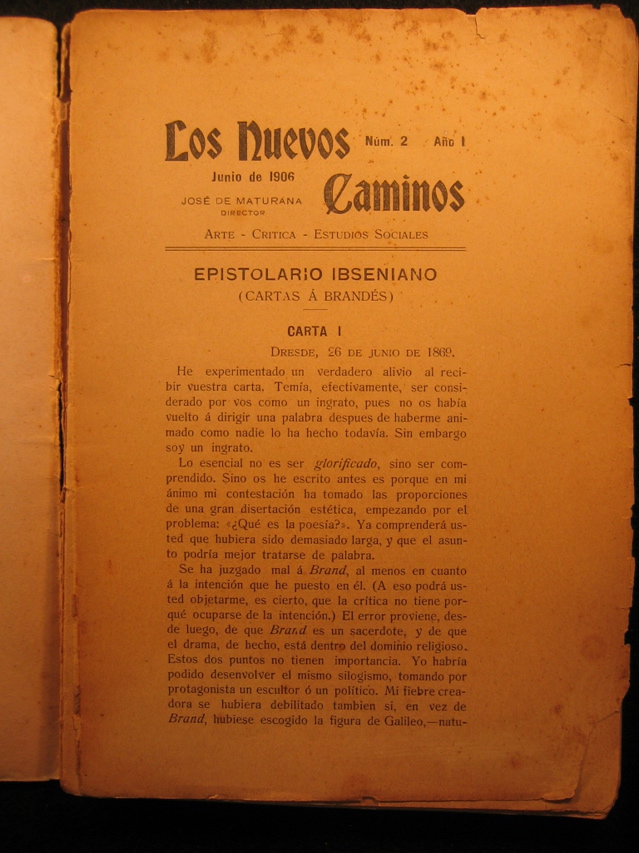 Los Nuevos
Núm. 2 Año I
Junio de 1906
JOSÉ DE MATURANA
DIRECTOR
Caminos
ARTE - CRITICA - ESTUDIOS SOCIALES
EPISTOLARIO IBSENIANO
(CARTAS Á BRANDÉS)
CARTA I
DRESDE, 26 DE JUNIO DE 1869.
He experimentado un verdadero alivio al reci-
bir vuestra carta. Temía, efectivamente, ser consi-
derado por vos como un ingrato, pues no os había
vuelto á dirigir una palabra despues de haberme ani-
mado como nadie lo ha hecho todavía. Sin embargo
soy un ingrato.
Lo esencial no es ser glorificado, sino ser com-
prendido. Sino os he escrito antes es porque en mi
ánimo mi contestación ha tomado las proporciones
de una gran disertación estética, empezando por el
problema: «¿Qué es la poesía?». Ya comprenderá us-
ted que hubiera sido demasiado larga, y que el asun-
to podría mejor tratarse de palabra.
Se ha juzgado mal á Brand, al menos en cuanto
á la intención que he puesto en él. (A eso podrá us-
ted objetarme, es cierto, que la crítica no tiene por-
qué ocuparse de la intención.) El error proviene, des-
de luego, de que Brand es un sacerdote, y de que
el drama, de hecho, está dentro del dominio religioso.
Estos dos puntos no tienen importancia. Yo habría
podido desenvolver el mismo silogismo, tomando por
protagonista un escultor ó un político. Mi fiebre crea-
dora se hubiera debilitado tambien si, en vez de
Brand, hubiese escogido la figura de Galileo,—natu-